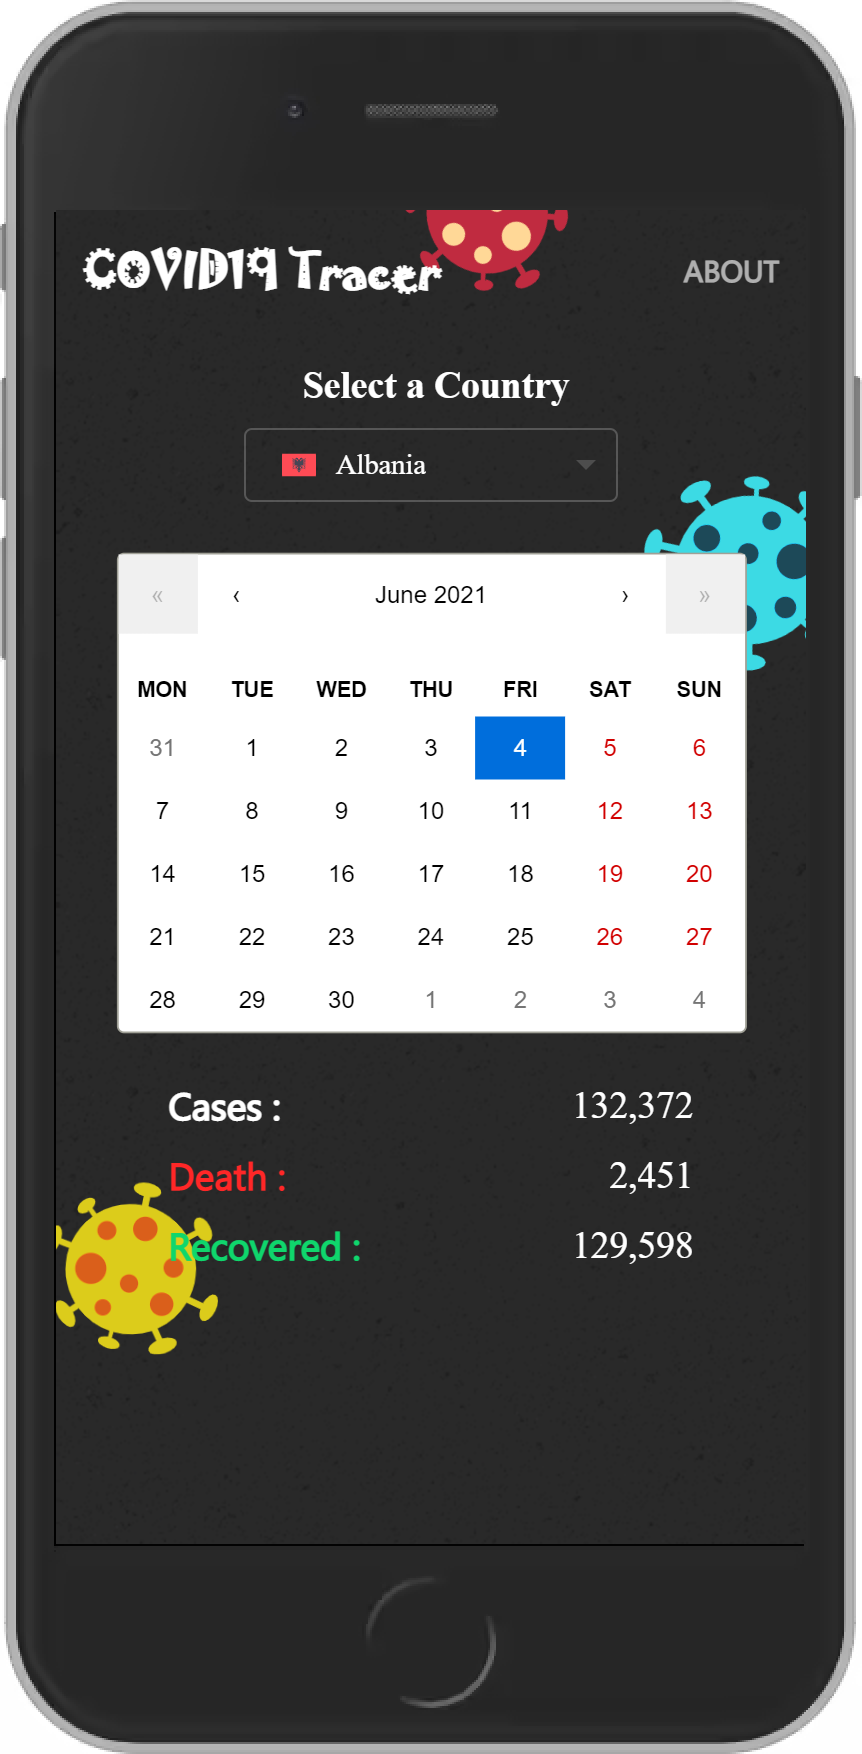 COVID19 Tracer
ABOUT
Select a Country
Albania
« ‹ June 2021 › »
MON TUE WED THU FRI SAT SUN
31 1 2 3 4 5 6
7 8 9 10 11 12 13
14 15 16 17 18 19 20
21 22 23 24 25 26 27
28 29 30 1 2 3 4
Cases : 132,372
Death : 2,451
Recovered : 129,598